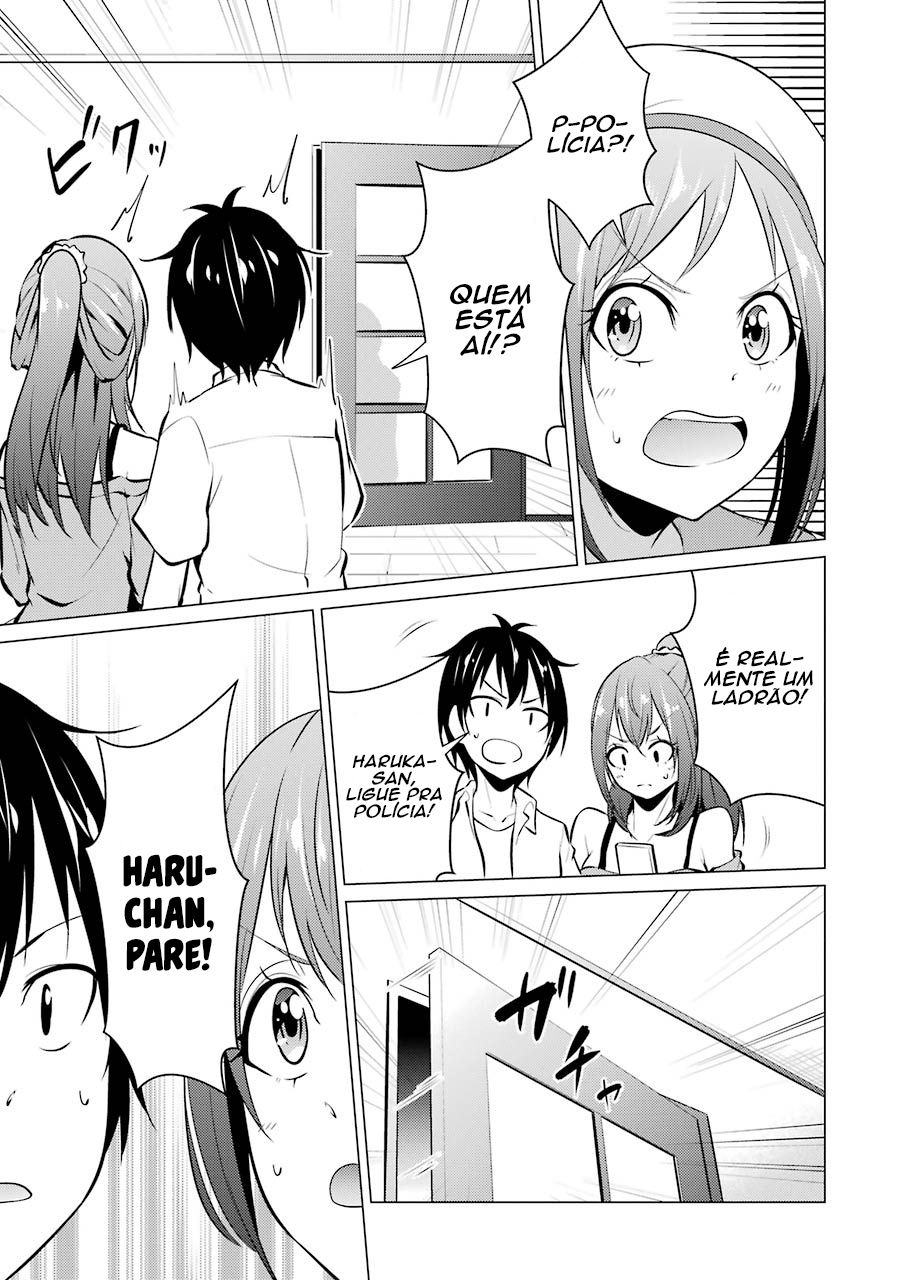 P-PO-
LÍCIA?!
QUEM
ESTÁ
AÍ!?
ビクッ
É REAL-
MENTE UM
LADRÃO!
HARUKA-
SAN,
LIGUE PRA
POLÍCIA!
ガチャ
HARU-
CHAN,
PARE!